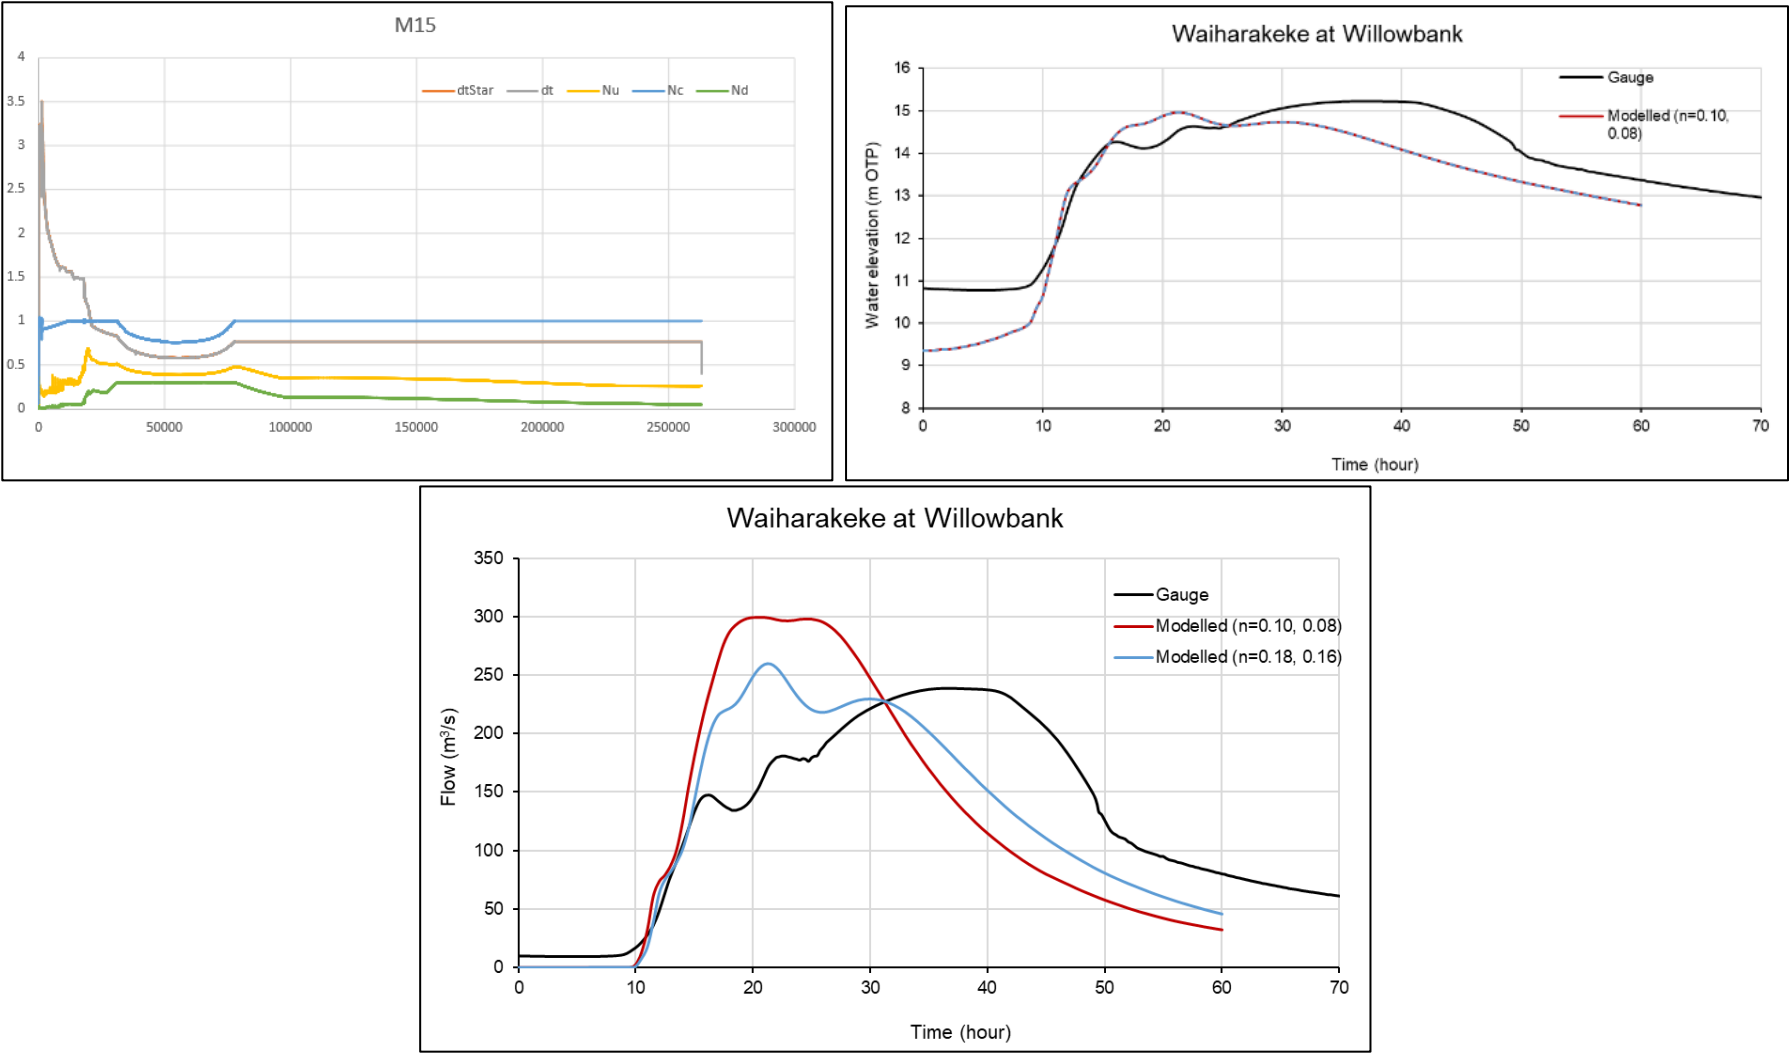 M15
4
3.5
3
2.5
2
1.5
1
0.5
0
dtStar dt Nu Nc Nd
0 50000 100000 150000 200000 250000 300000
Waiharakeke at Willowbank
Water elevation (m OTP)
16
15
14
13
12
11
10
9
8
Gauge
Modelled (n=0.10,
0.08)
0 10 20 30 40 50 60 70
Time (hour)
Waiharakeke at Willowbank
Flow (m³/s)
350
300
250
200
150
100
50
0
Gauge
Modelled (n=0.10, 0.08)
Modelled (n=0.18, 0.16)
0 10 20 30 40 50 60 70
Time (hour)